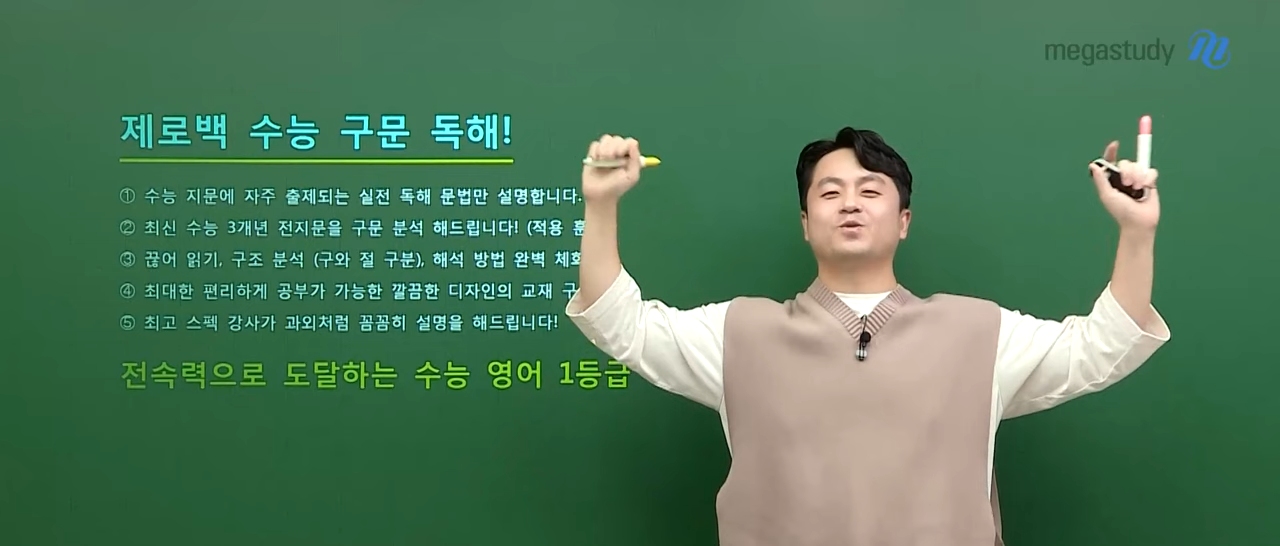 megastudy
제로백 수능 구문 독해!
① 수능 지문에 자주 출제되는 실전 독해 문법만 설명합니다.
② 최신 수능 3개년 전지문을 구문 분석 해드립니다! (적용 훈
③ 끊어 읽기, 구조 분석 (구와 절 구분), 해석 방법 완벽 체화
④ 최대한 편리하게 공부가 가능한 깔끔한 디자인의 교재 구
⑤ 최고 스펙 강사가 과외처럼 꼼꼼히 설명을 해드립니다!
전속력으로 도달하는 수능 영어 1등급